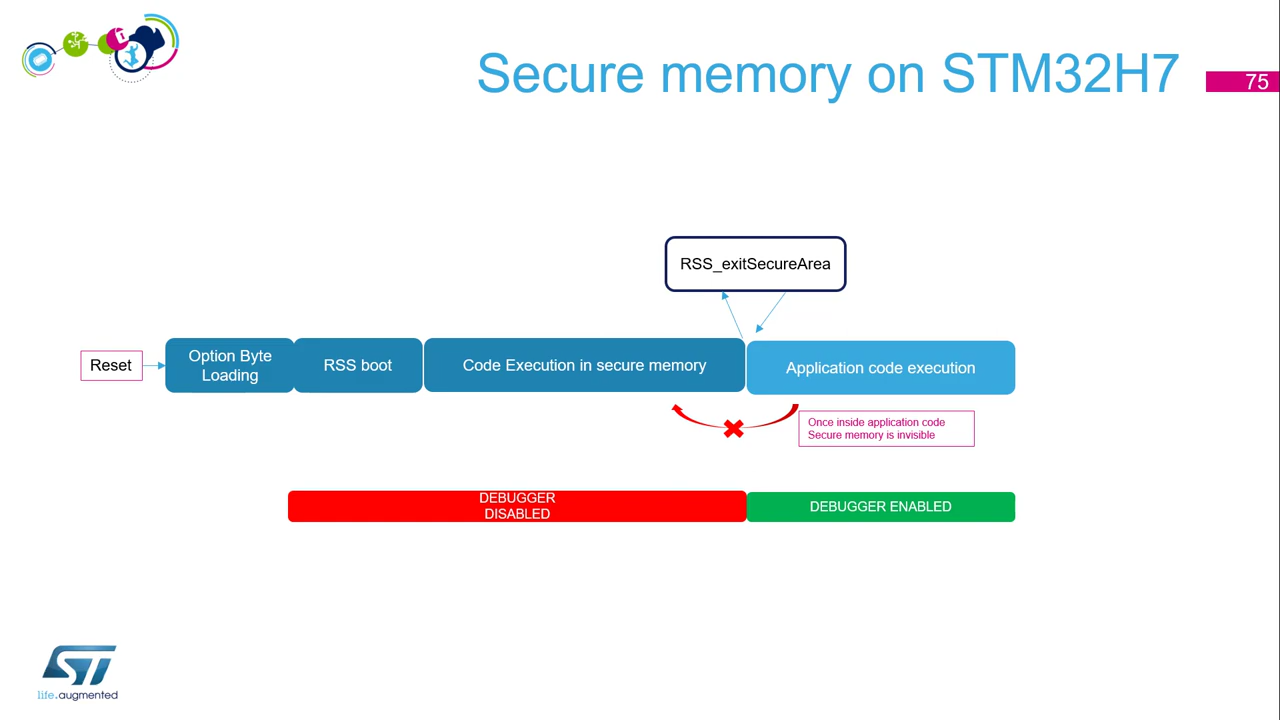 Secure memory on STM32H7
75
RSS_exitSecureArea
Reset
Option Byte
Loading
RSS boot
Code Execution in secure memory
Application code execution
Once inside application code
Secure memory is invisible
DEBUGGER
DISABLED
DEBUGGER ENABLED
ST
life.augmented